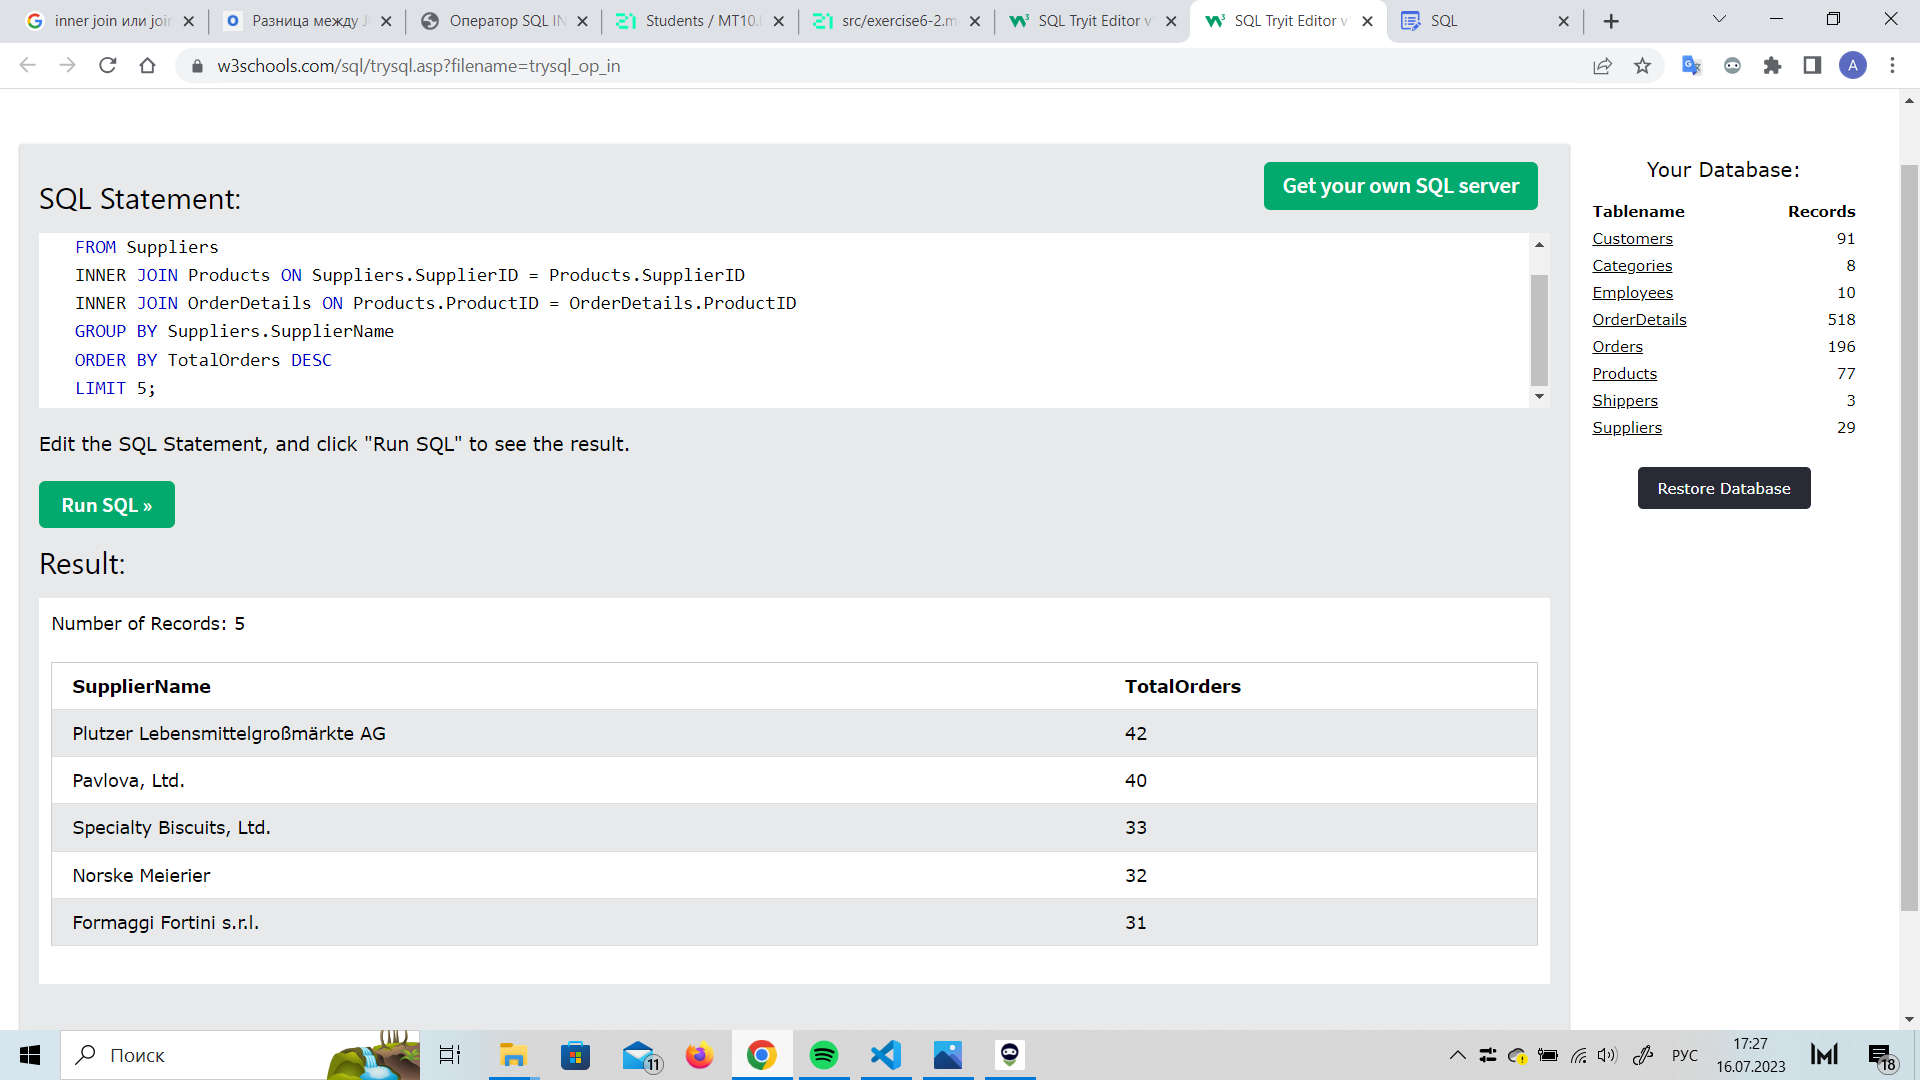 inner join или joi
Разница между J
Оператор SQL IN
Students / MT10.
src/exercise6-2.m
SQL Tryit Editor v
SQL Tryit Editor v
SQL
w3schools.com/sql/trysql.asp?filename=trysql_op_in
A
SQL Statement:
Get your own SQL server
FROM Suppliers
INNER JOIN Products ON Suppliers.SupplierID = Products.SupplierID
INNER JOIN OrderDetails ON Products.ProductID = OrderDetails.ProductID
GROUP BY Suppliers.SupplierName
ORDER BY TotalOrders DESC
LIMIT 5;
Edit the SQL Statement, and click "Run SQL" to see the result.
Run SQL »
Result:
Number of Records: 5
SupplierName TotalOrders
Plutzer Lebensmittelgroßmärkte AG 42
Pavlova, Ltd. 40
Specialty Biscuits, Ltd. 33
Norske Meierier 32
Formaggi Fortini s.r.l. 31
Your Database:
Tablename Records
Customers 91
Categories 8
Employees 10
OrderDetails 518
Orders 196
Products 77
Shippers 3
Suppliers 29
Restore Database
Поиск
11
РУС
17:27
16.07.2023
18